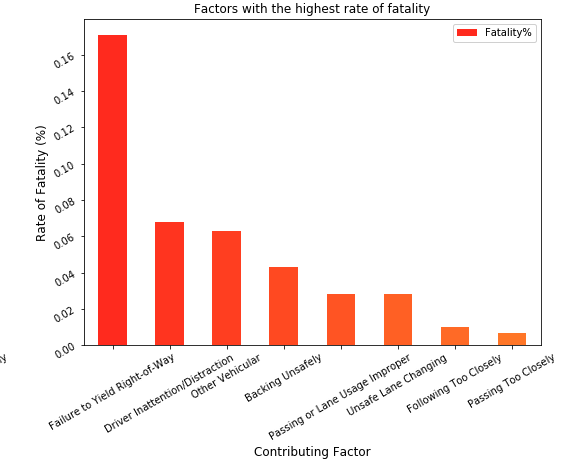 Factors with the highest rate of fatality
Fatality%
Rate of Fatality (%)
0.16
0.14
0.12
0.10
0.08
0.06
0.04
0.02
0.00
Failure to Yield Right-of-Way
Driver Inattention/Distraction
Other Vehicular
Backing Unsafely
Passing or Lane Usage Improper
Unsafe Lane Changing
Following Too Closely
Passing Too Closely
Contributing Factor